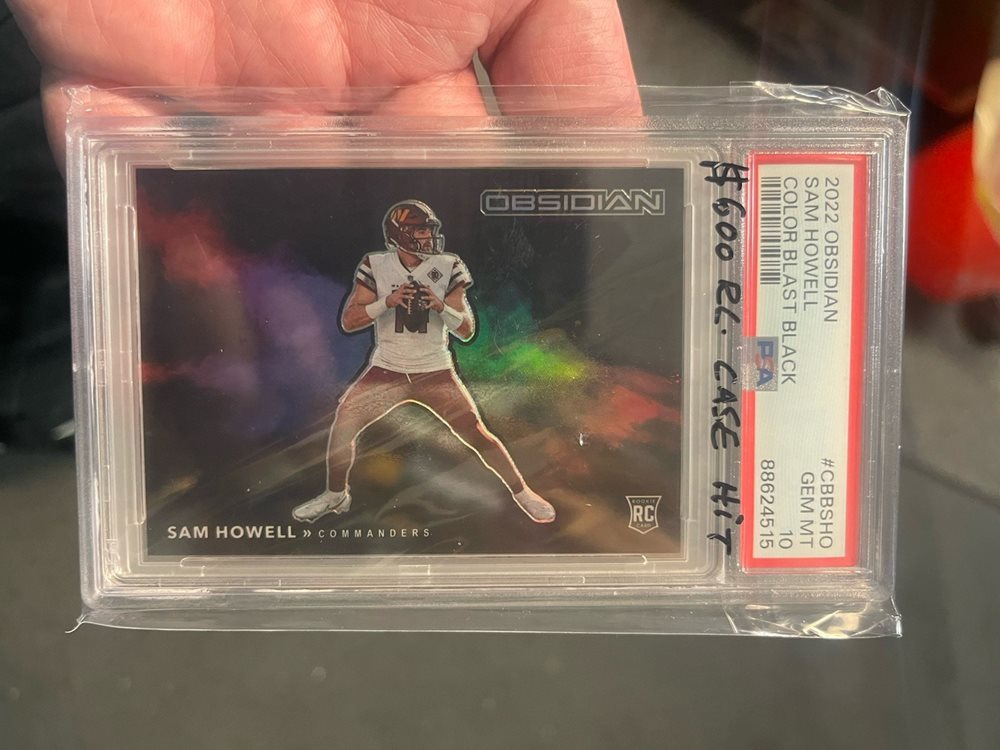 OBSIDIAN
SAM HOWELL » COMMANDERS
ROOKIE
RC
CARD
$600 RC. CASE HiT
2022 OBSIDIAN #CBBSHO
SAM HOWELL GEM MT
COLOR BLAST BLACK 10
PSA 88624515